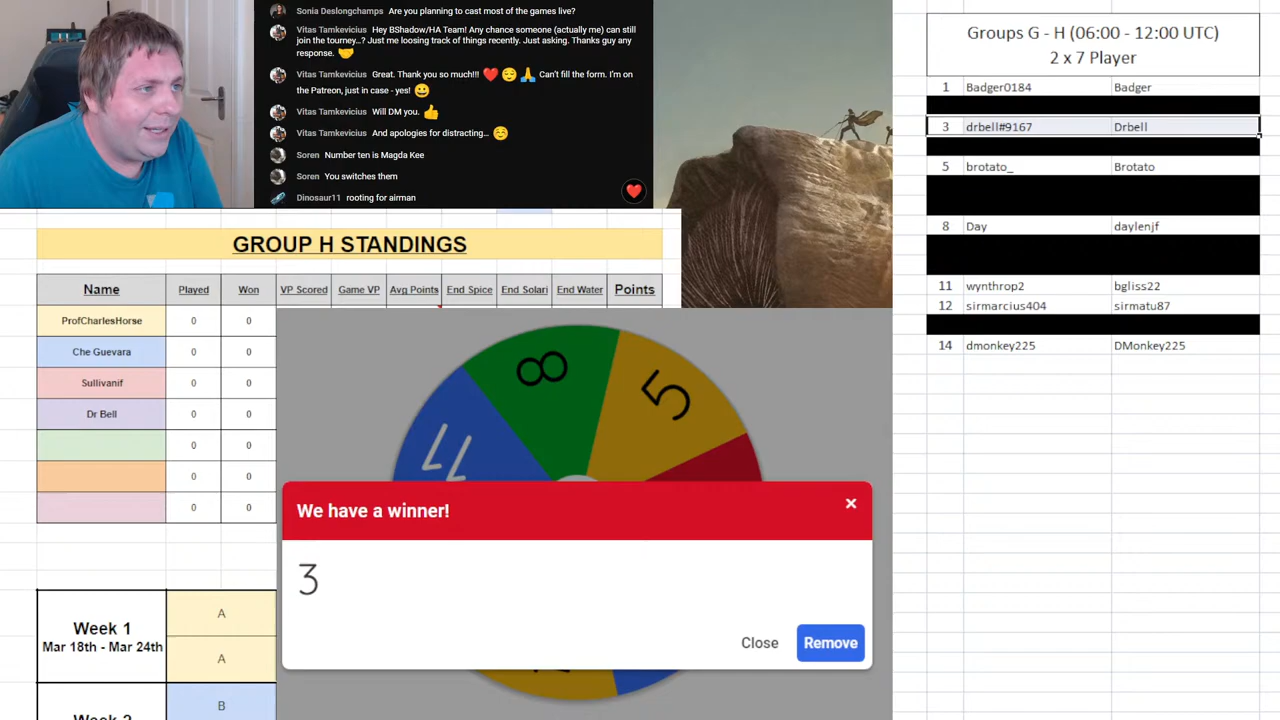 Sonia Deslongchamps Are you planning to cast most of the games live?
Vitas Tamkevicius Hey BShadow/HA Team! Any chance someone (actually me) can still
join the tourney...? Just me loosing track of things recently. Just asking. Thanks guy any
response. 🤝
Vitas Tamkevicius Great. Thank you so much!!! ❤️ 😌 🙏 Can't fill the form. I'm on
the Patreon, just in case - yes! 😀
Vitas Tamkevicius Will DM you. 👍
Vitas Tamkevicius And apologies for distracting... ☺️
Soren Number ten is Magda Kee
Soren You switches them
Dinosaur11 rooting for airman
GROUP H STANDINGS
Name Played Won VP Scored Game VP Avg Points End Spice End Solari End Water Points
ProfCharlesHorse 0 0
Che Guevara 0 0
Sullivanif 0 0
Dr Bell 0 0
0 0
0 0
0 0
Week 1
Mar 18th - Mar 24th
A
A
B
11
8
5
We have a winner!
×
3
Close Remove
Groups G - H (06:00 - 12:00 UTC)
2 x 7 Player
1 Badger0184 Badger
3 drbell#9167 Drbell
5 brotato_ Brotato
8 Day daylenjf
11 wynthrop2 bgliss22
12 sirmarcius404 sirmatu87
14 dmonkey225 DMonkey225